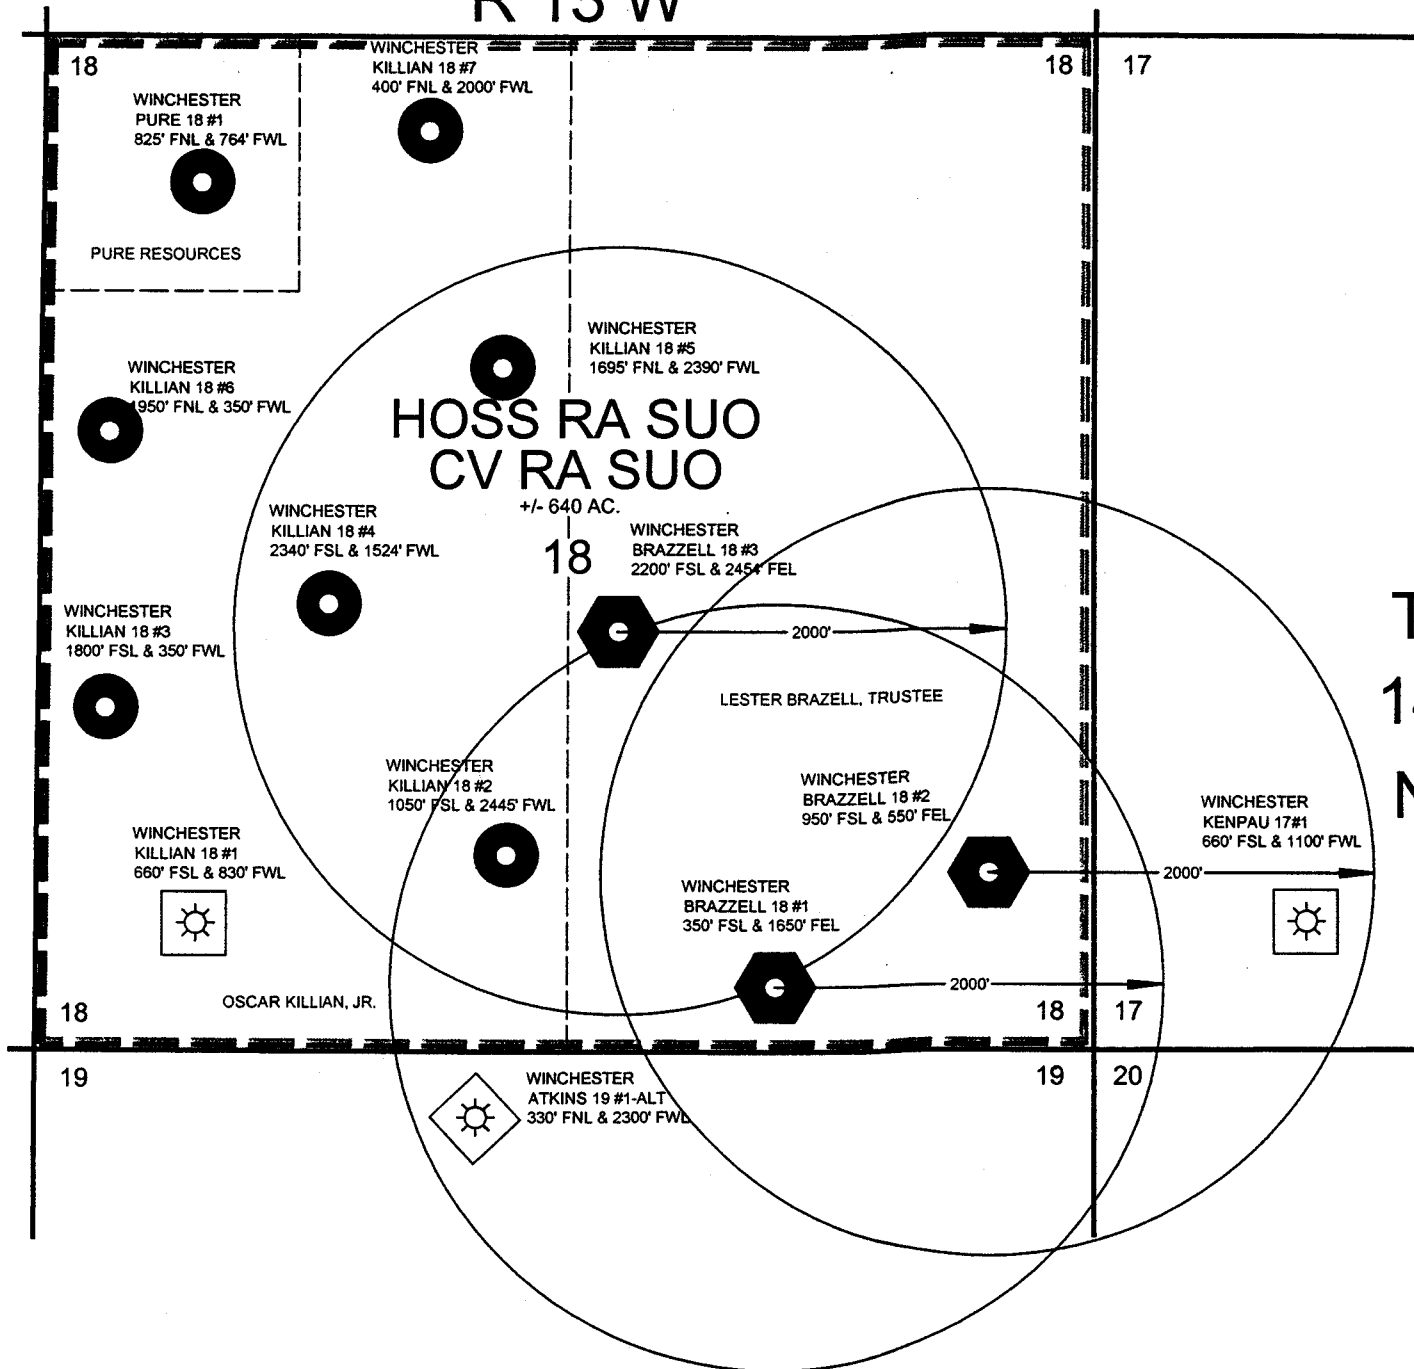 R 15 W
18
18
17
WINCHESTER
KILLIAN 18 #7
400' FNL & 2000' FWL
WINCHESTER
PURE 18 #1
825' FNL & 764' FWL
PURE RESOURCES
WINCHESTER
KILLIAN 18 #5
1695' FNL & 2390' FWL
WINCHESTER
KILLIAN 18 #6
1950' FNL & 350' FWL
HOSS RA SUO
CV RA SUO
+/- 640 AC.
18
WINCHESTER
KILLIAN 18 #4
2340' FSL & 1524' FWL
WINCHESTER
BRAZZELL 18 #3
2200' FSL & 2454' FEL
WINCHESTER
KILLIAN 18 #3
1800' FSL & 350' FWL
2000'
T
N
LESTER BRAZELL, TRUSTEE
WINCHESTER
KILLIAN 18 #2
1050' FSL & 2445' FWL
WINCHESTER
BRAZZELL 18 #2
950' FSL & 550' FEL
WINCHESTER
KENPAU 17#1
660' FSL & 1100' FWL
WINCHESTER
KILLIAN 18 #1
660' FSL & 830' FWL
2000'
WINCHESTER
BRAZZELL 18 #1
350' FSL & 1650' FEL
2000'
OSCAR KILLIAN, JR.
18
18
17
19
19
20
WINCHESTER
ATKINS 19 #1-ALT
330' FNL & 2300' FWL